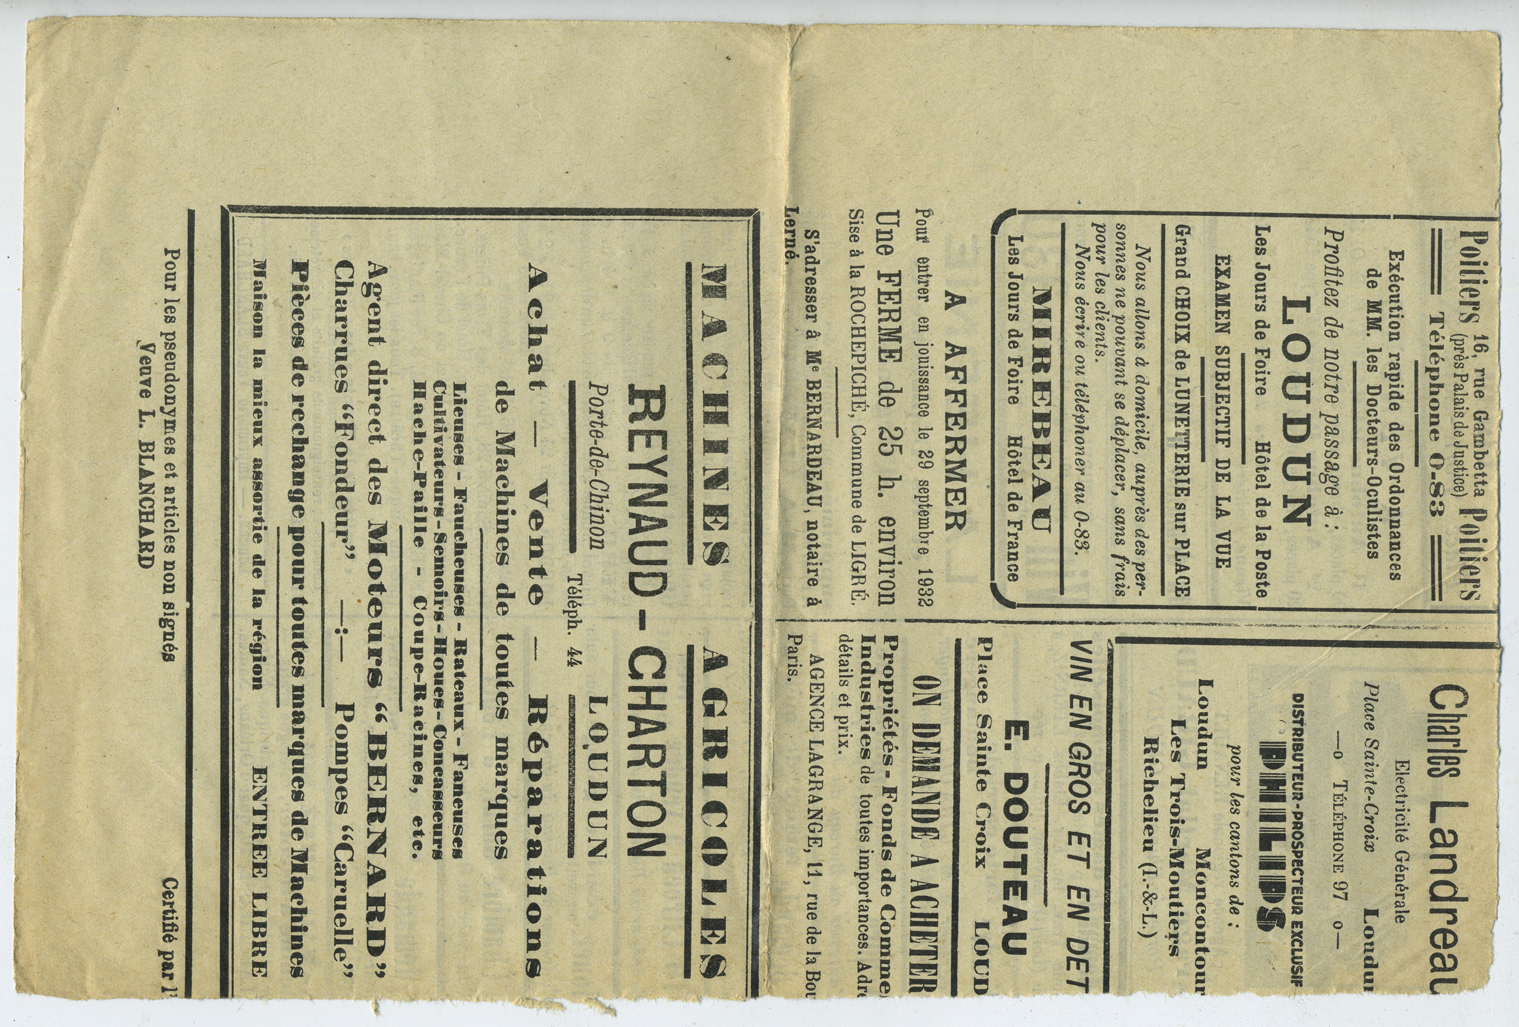 Poitiers 16, rue Gambetta Poitiers
(près Palais de Justice)
Téléphone 0-83
Exécution rapide des Ordonnances
de MM. les Docteurs-Oculistes
Profitez de notre passage à :
LOUDUN
Les Jours de Foire Hôtel de la Poste
EXAMEN SUBJECTIF DE LA VUE
Grand CHOIX de LUNETTERIE sur PLACE
Nous allons à domicile, auprès des per-
sonnes ne pouvant se déplacer, sans frais
pour les clients.
Nous écrire ou téléphoner au 0-83.
MIREBEAU
Les Jours de Foire Hôtel de France
A AFFERMER
Pour entrer en jouissance le 29 septembre 1932
Une FERME de 25 h. environ
Sise à la ROCHEPICHÉ, Commune de LIGRÉ.
S'adresser à Me BERNARDEAU, notaire à
Lerné.
Charles Landreau
Electricité Générale
Place Sainte-Croix Loudun
—o TÉLÉPHONE 97 o—
DISTRIBUTEUR-PROSPECTEUR EXCLUSIF
PHILIPS
pour les cantons de :
Loudun Moncontour
Les Trois-Moutiers
Richelieu (I.-&-L.)
VIN EN GROS ET EN DET
E. DOUTEAU
Place Sainte Croix LOUD
ON DEMANDE A ACHETER
Propriétés - Fonds de Comme
Industries de toutes importances. Adre
détails et prix.
AGENCE LAGRANGE, 11, rue de la Bou
Paris.
MACHINES AGRICOLES
REYNAUD - CHARTON
Porte-de-Chinon Téléph. 44 LOUDUN
Achat — Vente — Réparations
de Machines de toutes marques
Lieuses - Faucheuses - Rateaux - Faneuses
Cultivateurs-Semoirs-Houes-Concasseurs
Hache-Paille - Coupe-Racines, etc.
Agent direct des Moteurs “BERNARD”
Charrues “Fondeur” —:— Pompes “Caruelle”
Pièces de rechange pour toutes marques de Machines
Maison la mieux assortie de la région ENTREE LIBRE
Pour les pseudonymes et articles non signés Certifié par l'
Veuve L. BLANCHARD